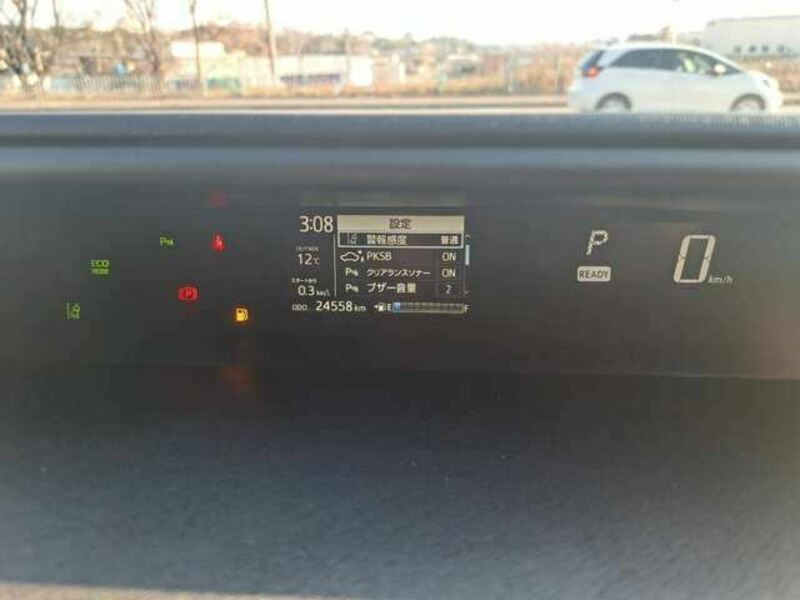 3:08
設定
警報感度 普通
12℃
PKSB ON
P クリアランスソナー ON
0.3 km/L
P ブザー音量 2
ODO 24558 km E F
P
READY
0 km/h
P
ECO
MODE
P